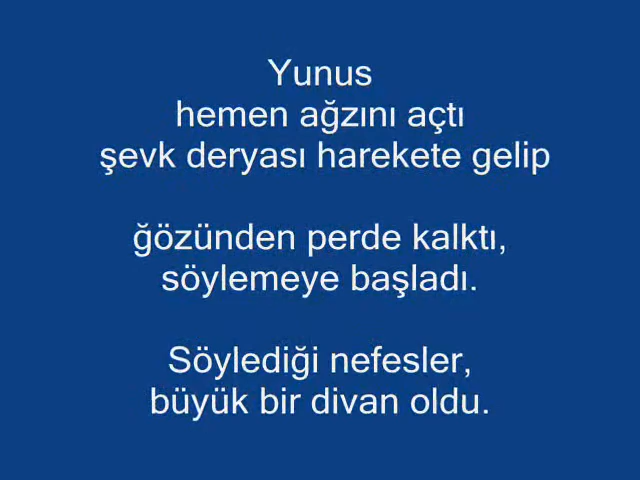 Yunus
hemen ağzını açtı
şevk deryası harekete gelip
ğözünden perde kalktı,
söylemeye başladı.
Söylediği nefesler,
büyük bir divan oldu.